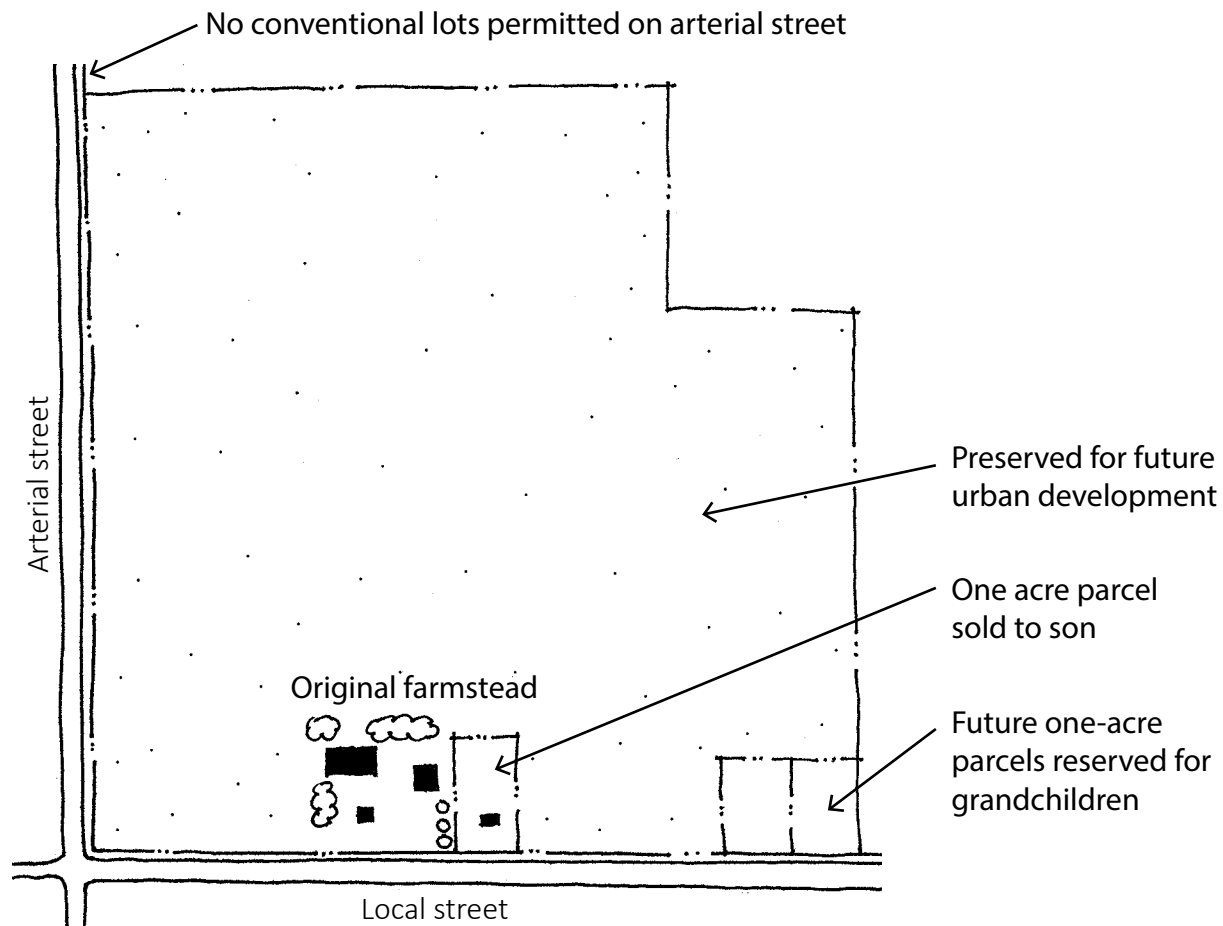 No conventional lots permitted on arterial street
Arterial street
Preserved for future
urban development
One acre parcel
sold to son
Original farmstead
Future one-acre
parcels reserved for
grandchildren
Local street